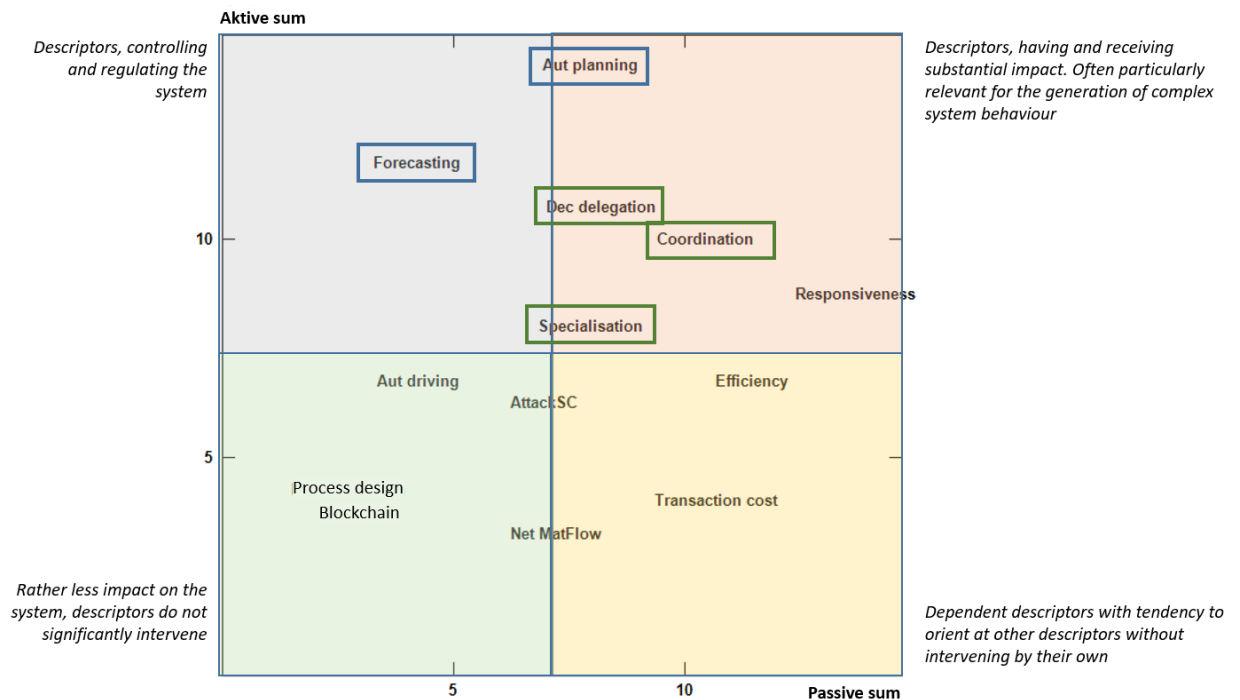 Aktive sum
Descriptors, controlling
and regulating the
system
Descriptors, having and receiving
substantial impact. Often particularly
relevant for the generation of complex
system behaviour
Aut planning
Forecasting
Dec delegation
10
Coordination
Responsiveness
Specialisation
Aut driving
Efficiency
AttackSC
5
Process design
Blockchain
Transaction cost
Net MatFlow
Rather less impact on the
system, descriptors do not
significantly intervene
Dependent descriptors with tendency to
orient at other descriptors without
intervening by their own
5
10
Passive sum